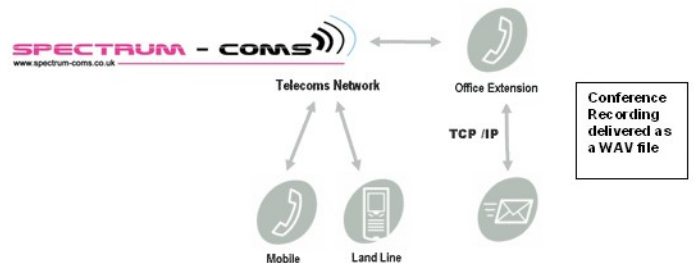 SPECTRUM - COMS
www.spectrum-coms.co.uk
Telecoms Network
Office Extension
Conference
Recording
delivered as
a WAV file
TCP /IP
Mobile
Land Line